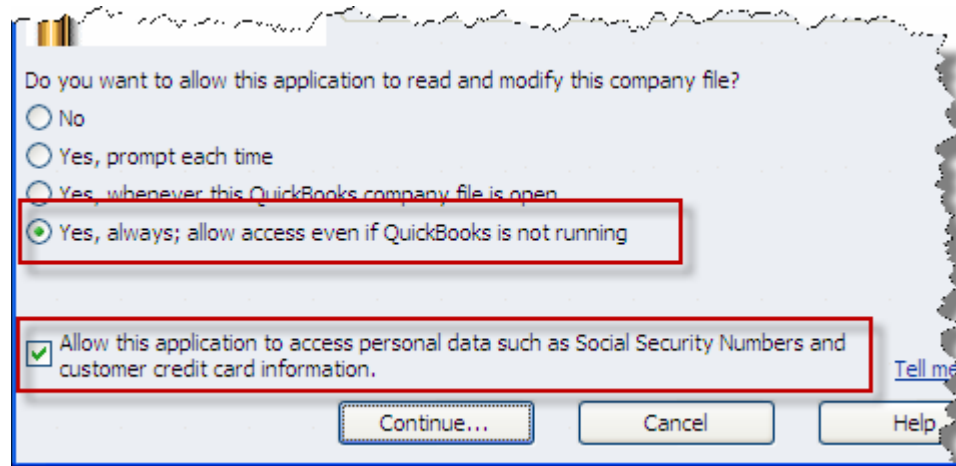 Do you want to allow this application to read and modify this company file?
No
Yes, prompt each time
Yes, whenever this QuickBooks company file is open
Yes, always; allow access even if QuickBooks is not running
Allow this application to access personal data such as Social Security Numbers and
customer credit card information.
Tell me
Continue...
Cancel
Help